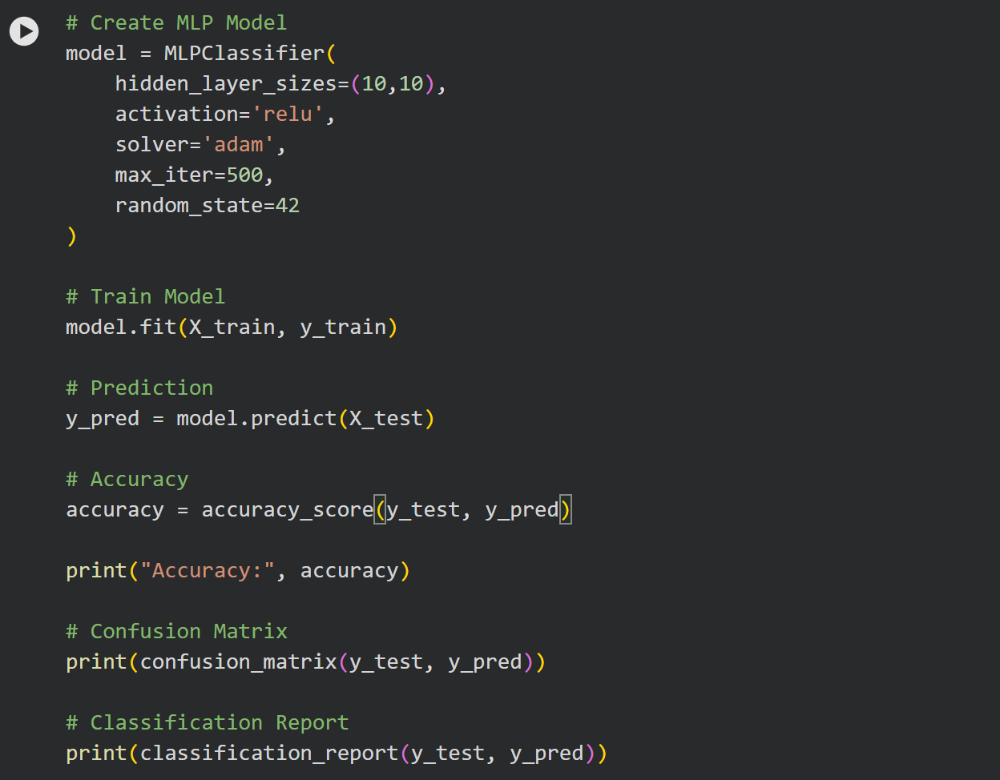 # Create MLP Model
model = MLPClassifier(
    hidden_layer_sizes=(10,10),
    activation='relu',
    solver='adam',
    max_iter=500,
    random_state=42
)

# Train Model
model.fit(X_train, y_train)

# Prediction
y_pred = model.predict(X_test)

# Accuracy
accuracy = accuracy_score(y_test, y_pred)

print("Accuracy:", accuracy)

# Confusion Matrix
print(confusion_matrix(y_test, y_pred))

# Classification Report
print(classification_report(y_test, y_pred))